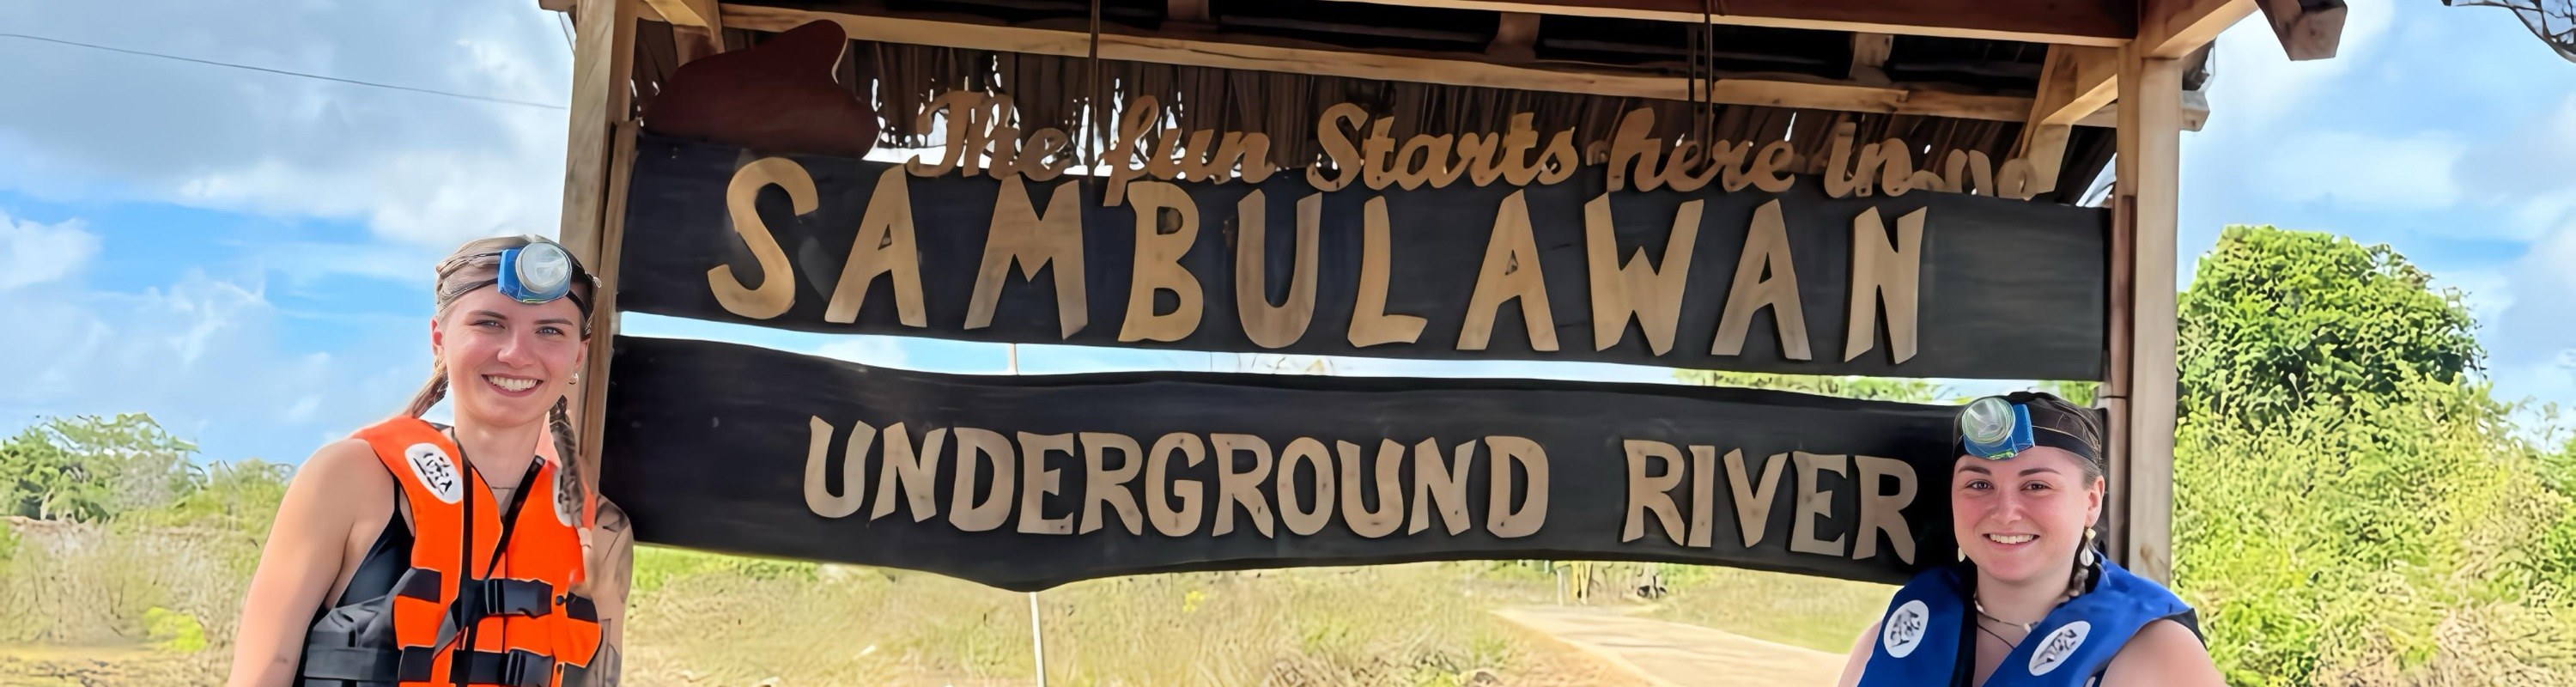 The fun Starts here in
SAMBULAWAN
UNDERGROUND RIVER